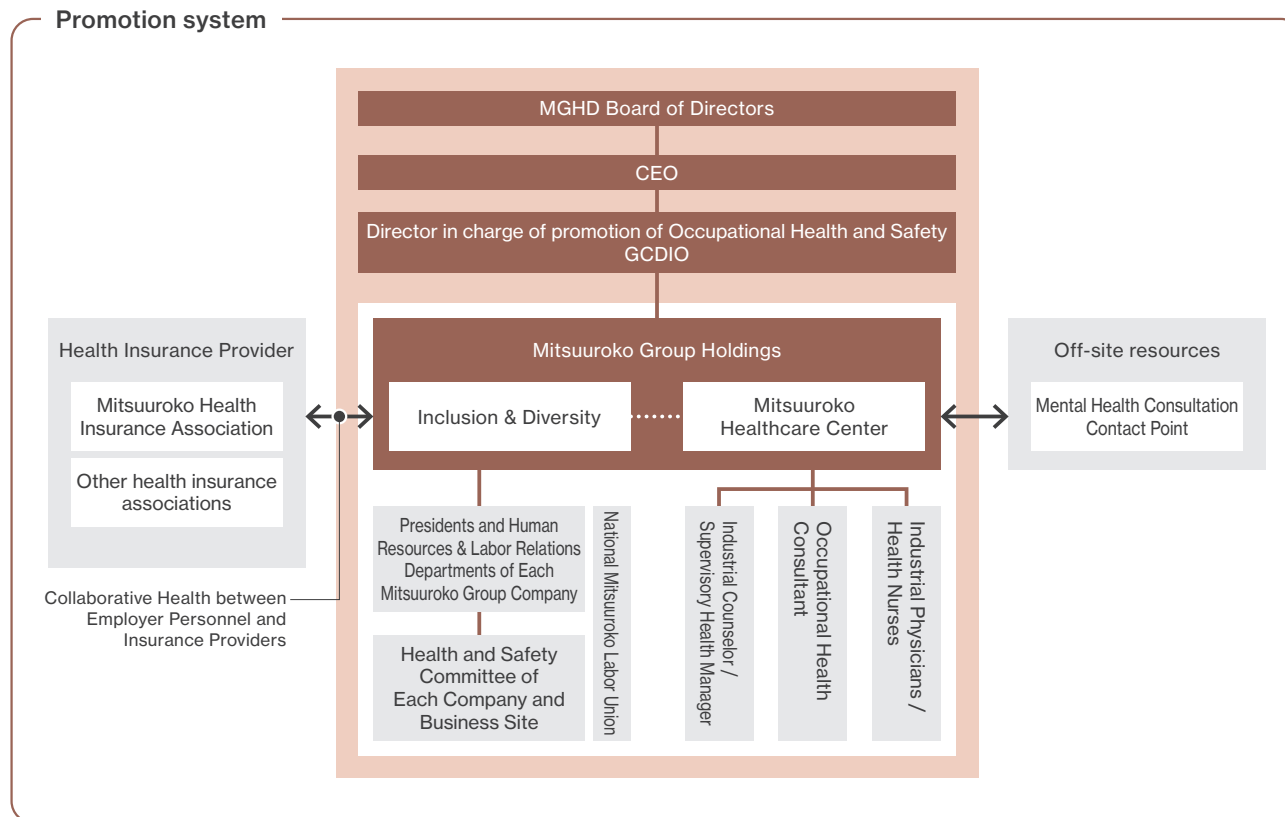 Promotion system
MGHD Board of Directors
CEO
Director in charge of promotion of Occupational Health and Safety
GCDIO
Health Insurance Provider
Mitsuuroko Health
Insurance Association
Other health insurance
associations
Collaborative Health between
Employer Personnel and
Insurance Providers
Mitsuuroko Group Holdings
Inclusion & Diversity
Mitsuuroko
Healthcare Center
Off-site resources
Mental Health Consultation
Contact Point
Presidents and Human
Resources & Labor Relations
Departments of Each
Mitsuuroko Group Company
Health and Safety
Committee of
Each Company and
Business Site
National Mitsuuroko Labor Union
Industrial Counselor /
Supervisory Health Manager
Occupational Health
Consultant
Industrial Physicians /
Health Nurses